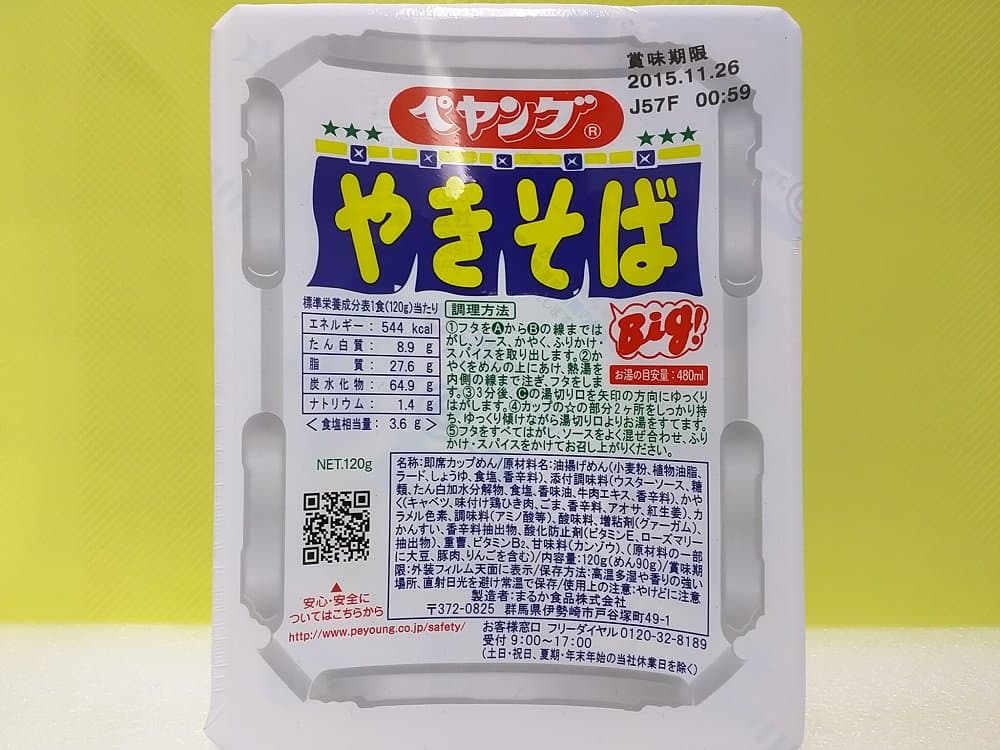 賞味期限
2015.11.26
J57F 00:59
ペヤング®
やきそば
標準栄養成分表1食(120g)当たり
エネルギー: 544 kcal
たん白質: 8.9 g
脂質: 27.6 g
炭水化物: 64.9 g
ナトリウム: 1.4 g
<食塩相当量: 3.6 g>
調理方法
①フタをⒶからⒷの線までは
がし、ソース、かやく、ふりかけ・
スパイスを取り出します。②か
やくをめんの上にあけ、熱湯を
内側の線まで注ぎ、フタをしま
す。③3分後、Ⓒの湯切り口を矢印の方向にゆっくり
はがします。④カップの☆の部分2ヶ所をしっかり持
ち、ゆっくり傾けながら湯切り口よりお湯をすてます。
⑤フタをすべてはがし、ソースをよく混ぜ合わせ、ふり
かけ・スパイスをかけてお召し上がりください。
Big!
お湯の目安量:480ml
NET.120g
名称:即席カップめん/原材料名:油揚げめん(小麦粉、植物油脂、
ラード、しょうゆ、食塩、香辛料)、添付調味料(ウスターソース、糖
類、たん白加水分解物、食塩、香味油、牛肉エキス、香辛料)、かや
く(キャベツ、味付け鶏ひき肉、ごま、香辛料、アオサ、紅生姜)、カ
ラメル色素、調味料(アミノ酸等)、酸味料、増粘剤(グァーガム)、
かんすい、香辛料抽出物、酸化防止剤(ビタミンE、ローズマリー
抽出物)、重曹、ビタミンB₂、甘味料(カンゾウ)、(原材料の一部
に大豆、豚肉、りんごを含む)/内容量:120g(めん90g)/賞味期
限:外装フィルム天面に表示/保存方法:高温多湿や香りの強い
場所、直射日光を避け常温で保存/使用上の注意:やけどに注意
製造者:まるか食品株式会社
〒372-0825 群馬県伊勢崎市戸谷塚町49-1
安心・安全に
ついてはこちらから
http://www.peyoung.co.jp/safety/
お客様窓口 フリーダイヤル0120-32-8189
受付 9:00〜17:00
(土日・祝日、夏期・年末年始の当社休業日を除く)